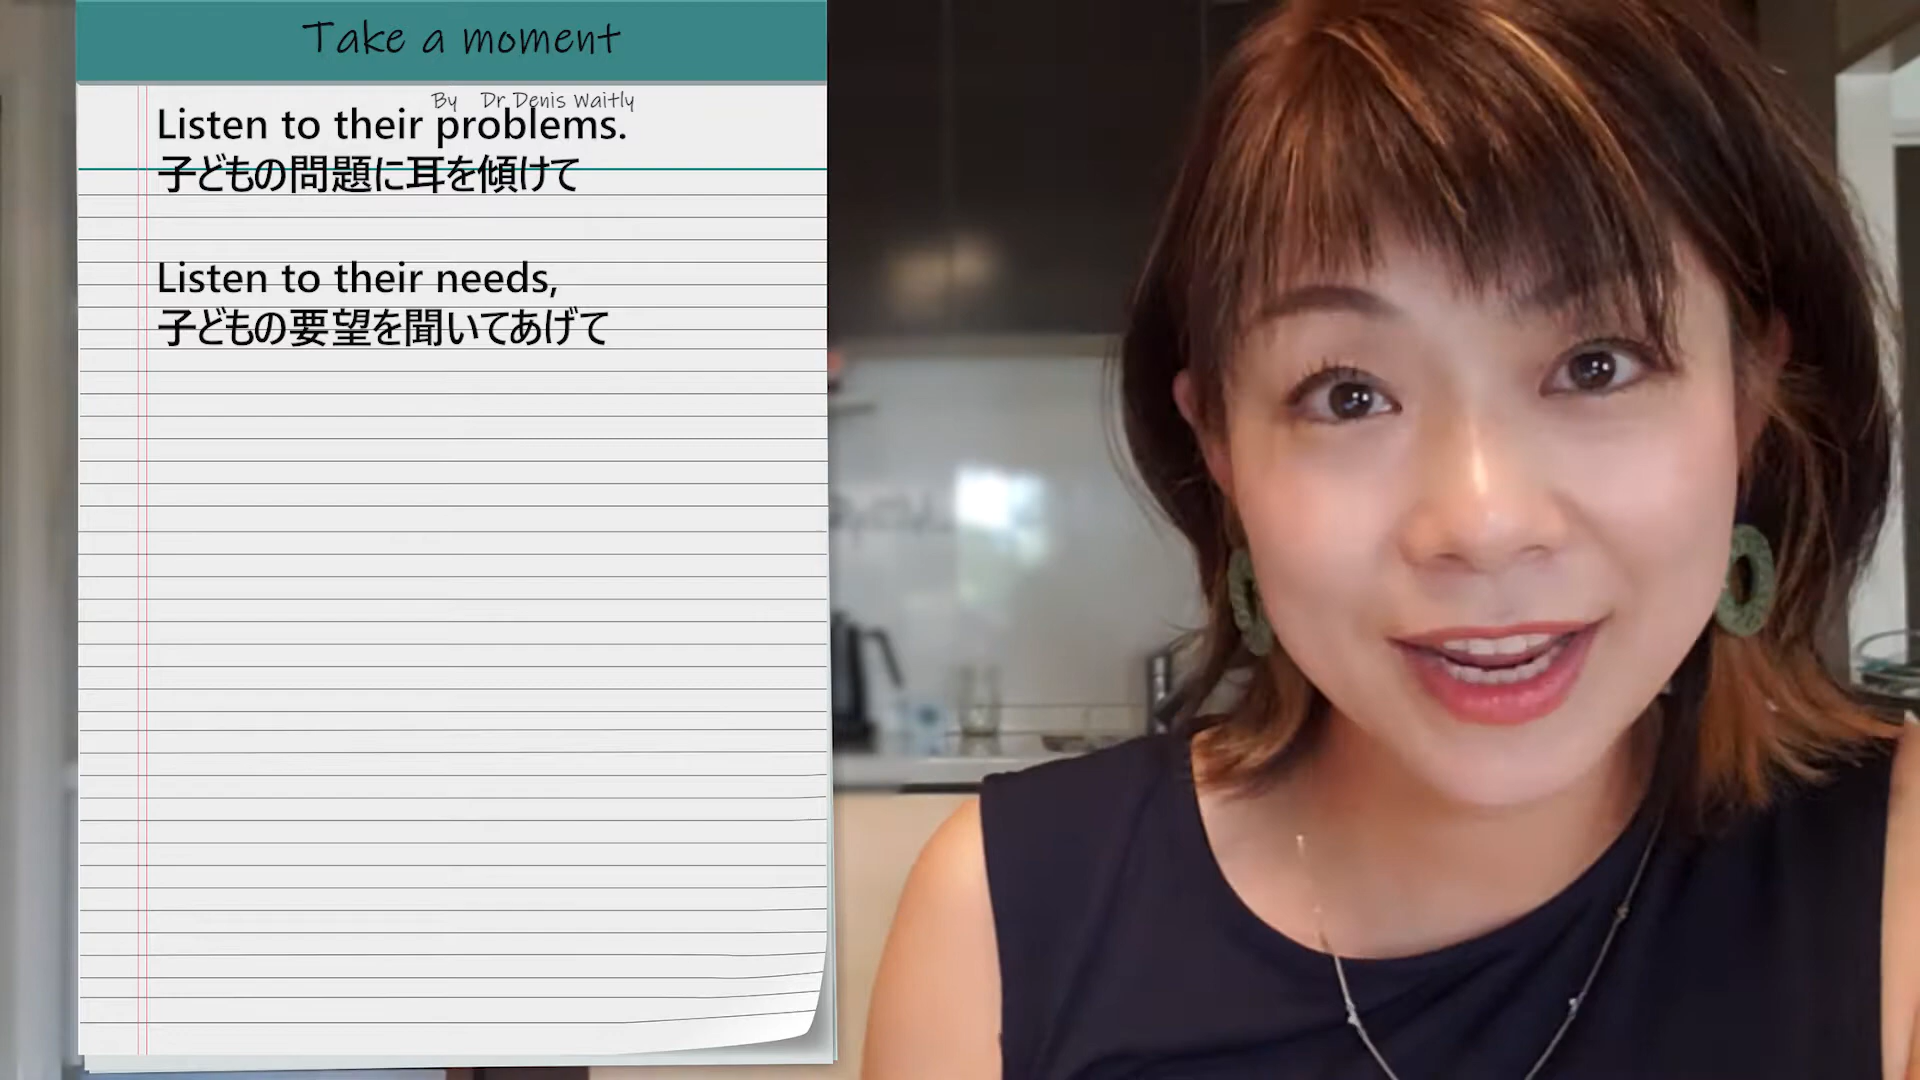 Take a moment
By Dr Denis Waitly
Listen to their problems.
子どもの問題に耳を傾けて
Listen to their needs,
子どもの要望を聞いてあげて